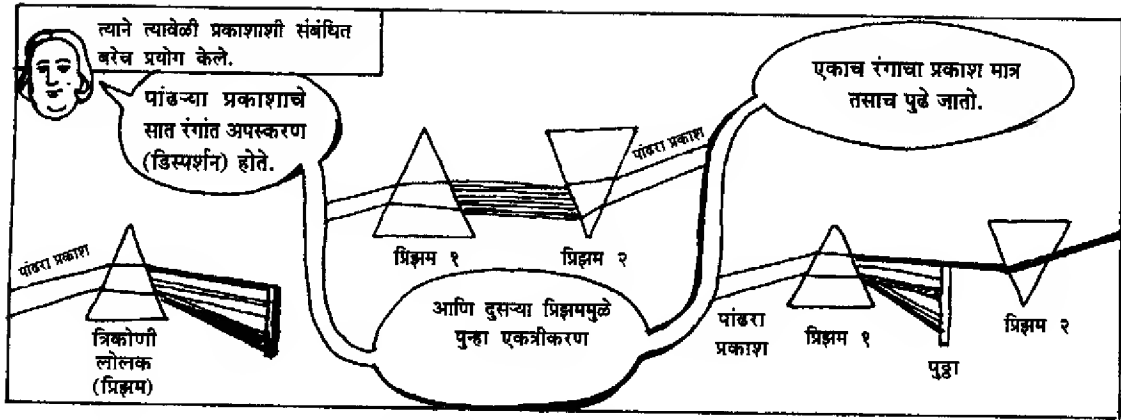 त्याने त्यावेळी प्रकाशाशी संबंधित
बरेच प्रयोग केले.
पांढऱ्या प्रकाशाचे
सात रंगांत अपस्करण
(डिस्पर्शन) होते.
पांढरा प्रकाश
त्रिकोणी
लोलक
(प्रिझम)
पांढरा प्रकाश
प्रिझम १
प्रिझम २
आणि दुसऱ्या प्रिझममुळे
पुन्हा एकत्रीकरण
एकाच रंगाचा प्रकाश मात्र
तसाच पुढे जातो.
पांढरा
प्रकाश
प्रिझम १
पुठ्ठा
प्रिझम २